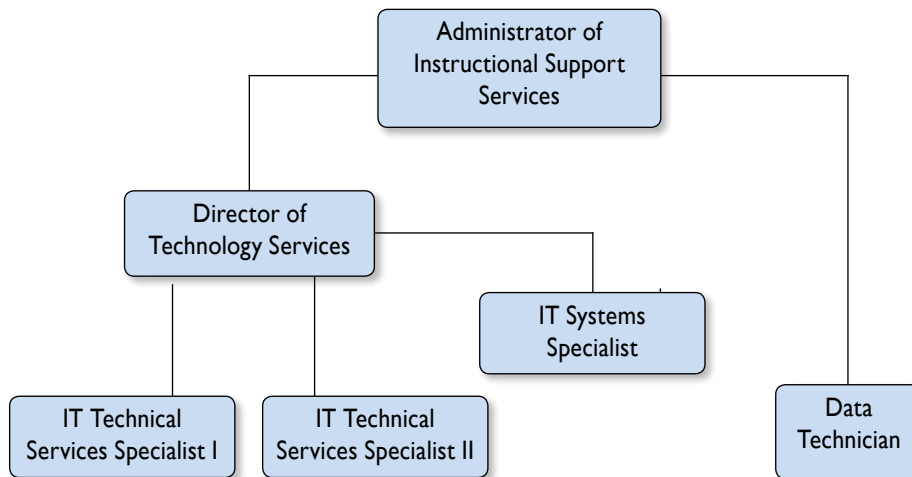 Administrator of
Instructional Support
Services
Director of
Technology Services
IT Systems
Specialist
IT Technical
Services Specialist I
IT Technical
Services Specialist II
Data
Technician